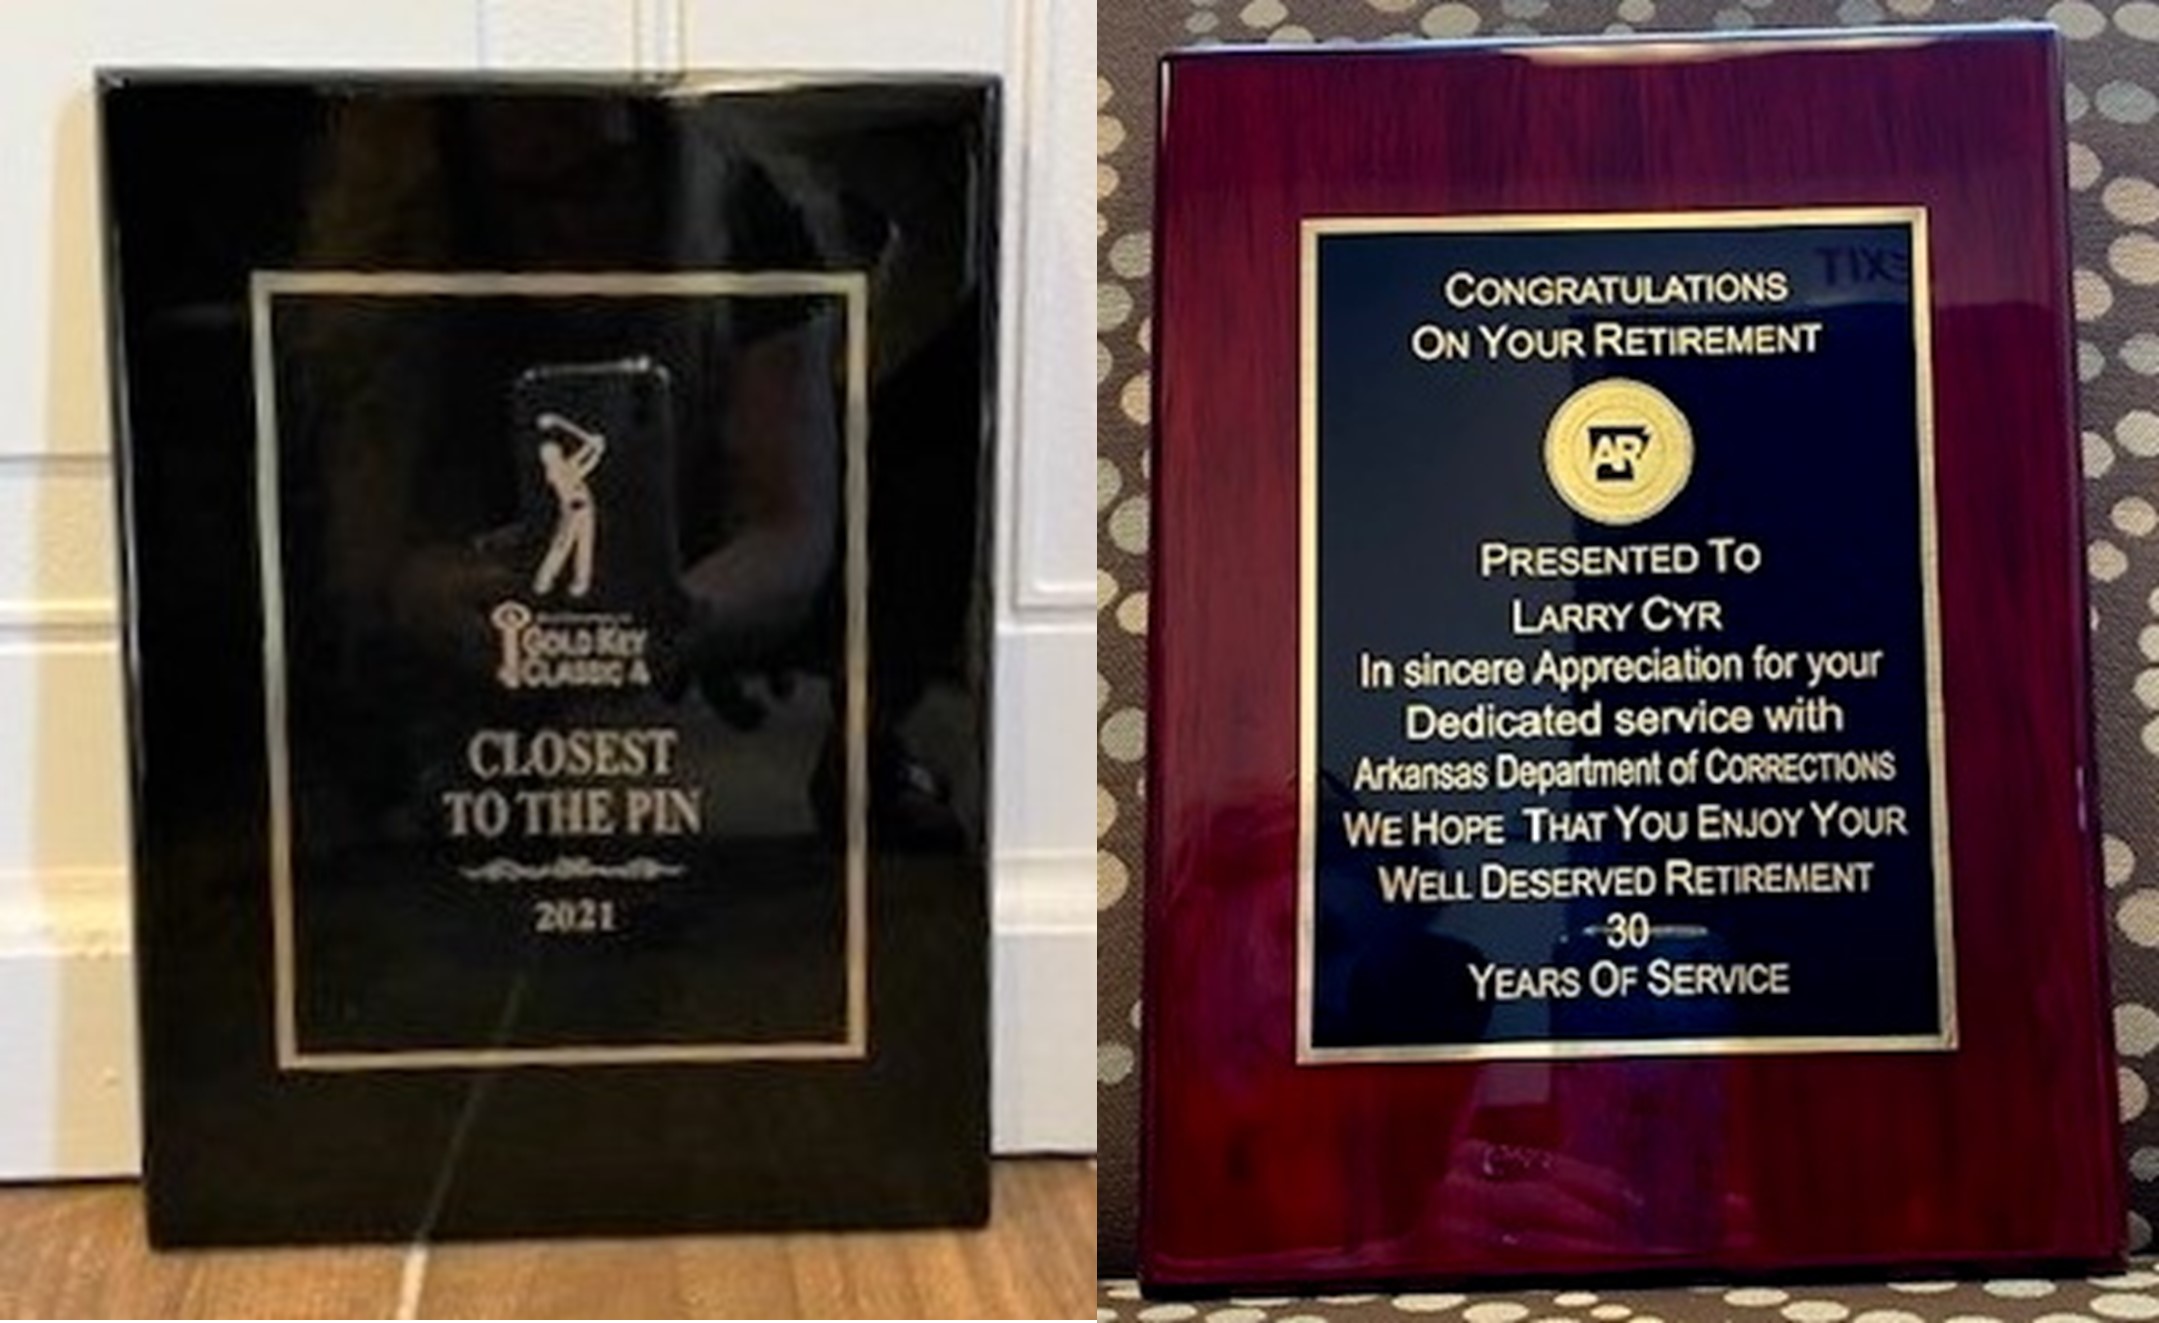 GOLD KEY
CLASSIC
CLOSEST
TO THE PIN
2021
CONGRATULATIONS
ON YOUR RETIREMENT
AR
PRESENTED TO
LARRY CYR
In sincere Appreciation for your
Dedicated service with
Arkansas Department of CORRECTIONS
WE HOPE THAT YOU ENJOY YOUR
WELL DESERVED RETIREMENT
30
YEARS OF SERVICE
EXIT